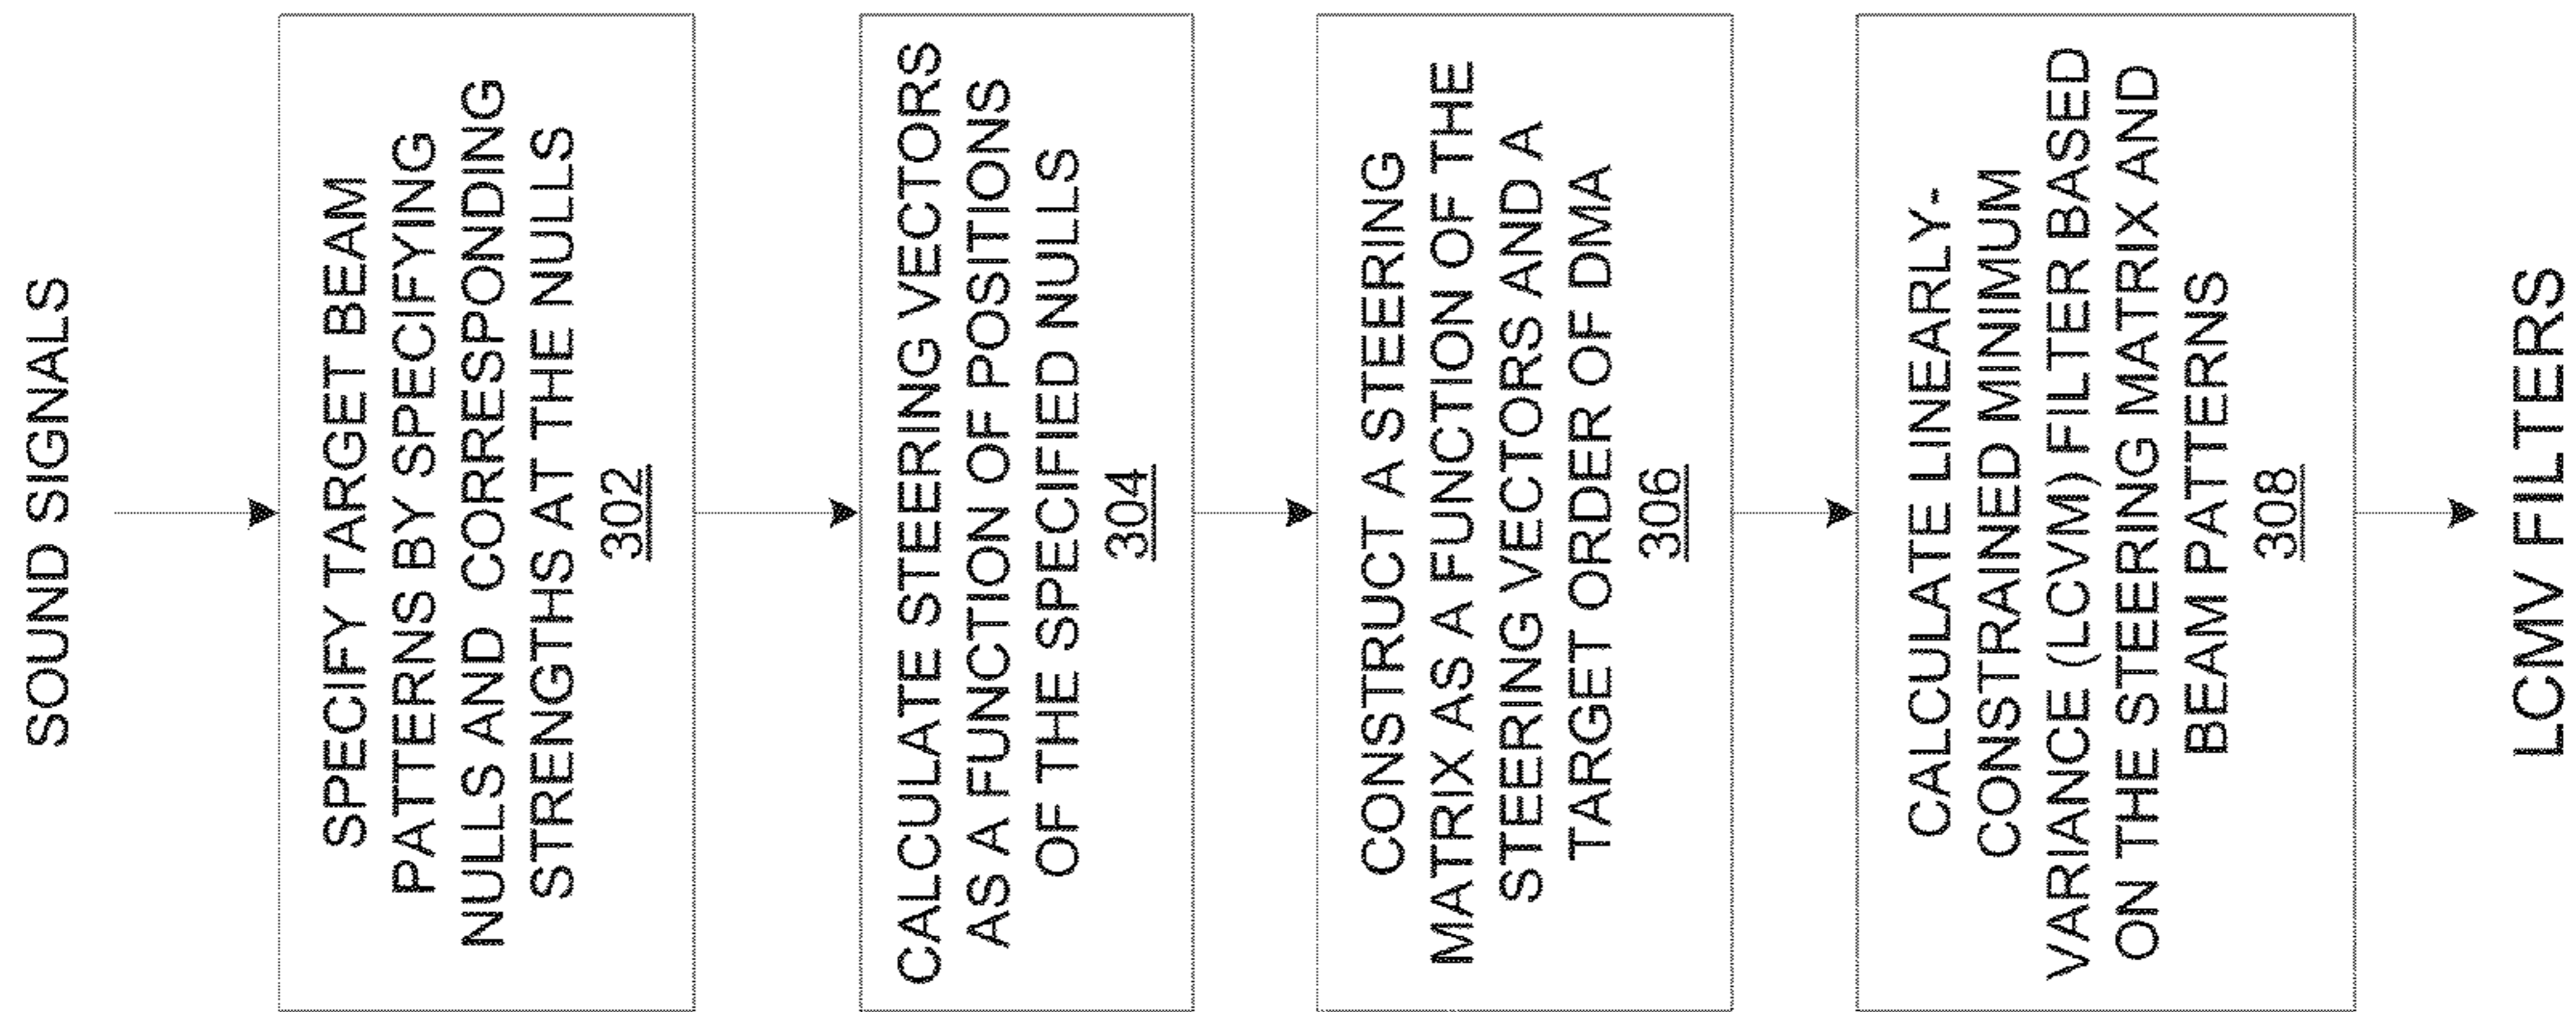 SOUND SIGNALS
SPECIFY TARGET BEAM
PATTERNS BY SPECIFYING
NULLS AND CORRESPONDING
STRENGTHS AT THE NULLS
302
CALCULATE STEERING VECTORS
AS A FUNCTION OF POSITIONS
OF THE SPECIFIED NULLS
304
CONSTRUCT A STEERING
MATRIX AS A FUNCTION OF THE
STEERING VECTORS AND A
TARGET ORDER OF DMA
306
CALCULATE LINEARLY-
CONSTRAINED MINIMUM
VARIANCE (LCVM) FILTER BASED
ON THE STEERING MATRIX AND
BEAM PATTERNS
308
LCMV FILTERS